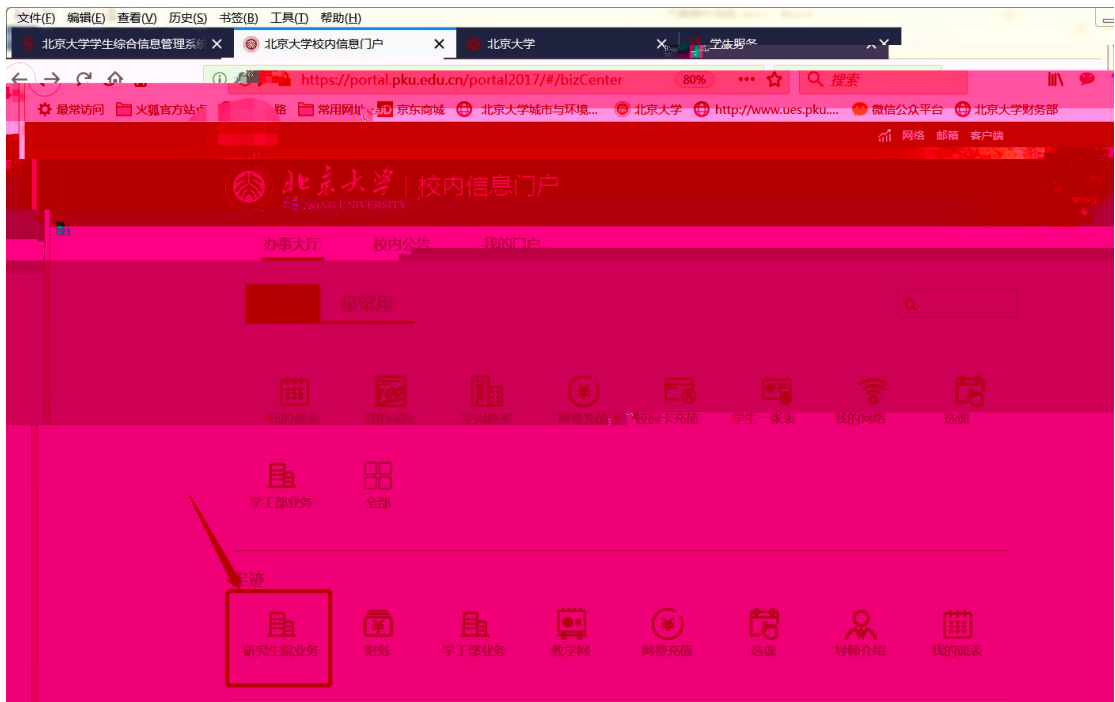 文件(F) 编辑(E) 查看(V) 历史(S) 书签(B) 工具(T) 帮助(H)
北京大学学生综合信息管理系统 北京大学校内信息门户 北京大学
https://portal.pku.edu.cn/portal2017/#/bizCenter 80% 搜索
最常访问 火狐官方站点 常用网址 京东商城 北京大学城市与环境... 北京大学 http://www.ues.pku.... 微信公众平台 北京大学财务部
网络 邮箱 客户端
北京大学 校内信息门户
办事大厅 校内公告 我的门户
最常用
我的课表 我的成绩 空闲教室 网费充值 校园卡充值 学生一张表 我的网络 选课
学工部业务 全部
足迹
研究生院业务 财务 学工部业务 教学网 网费充值 选课 导师介绍 我的课表